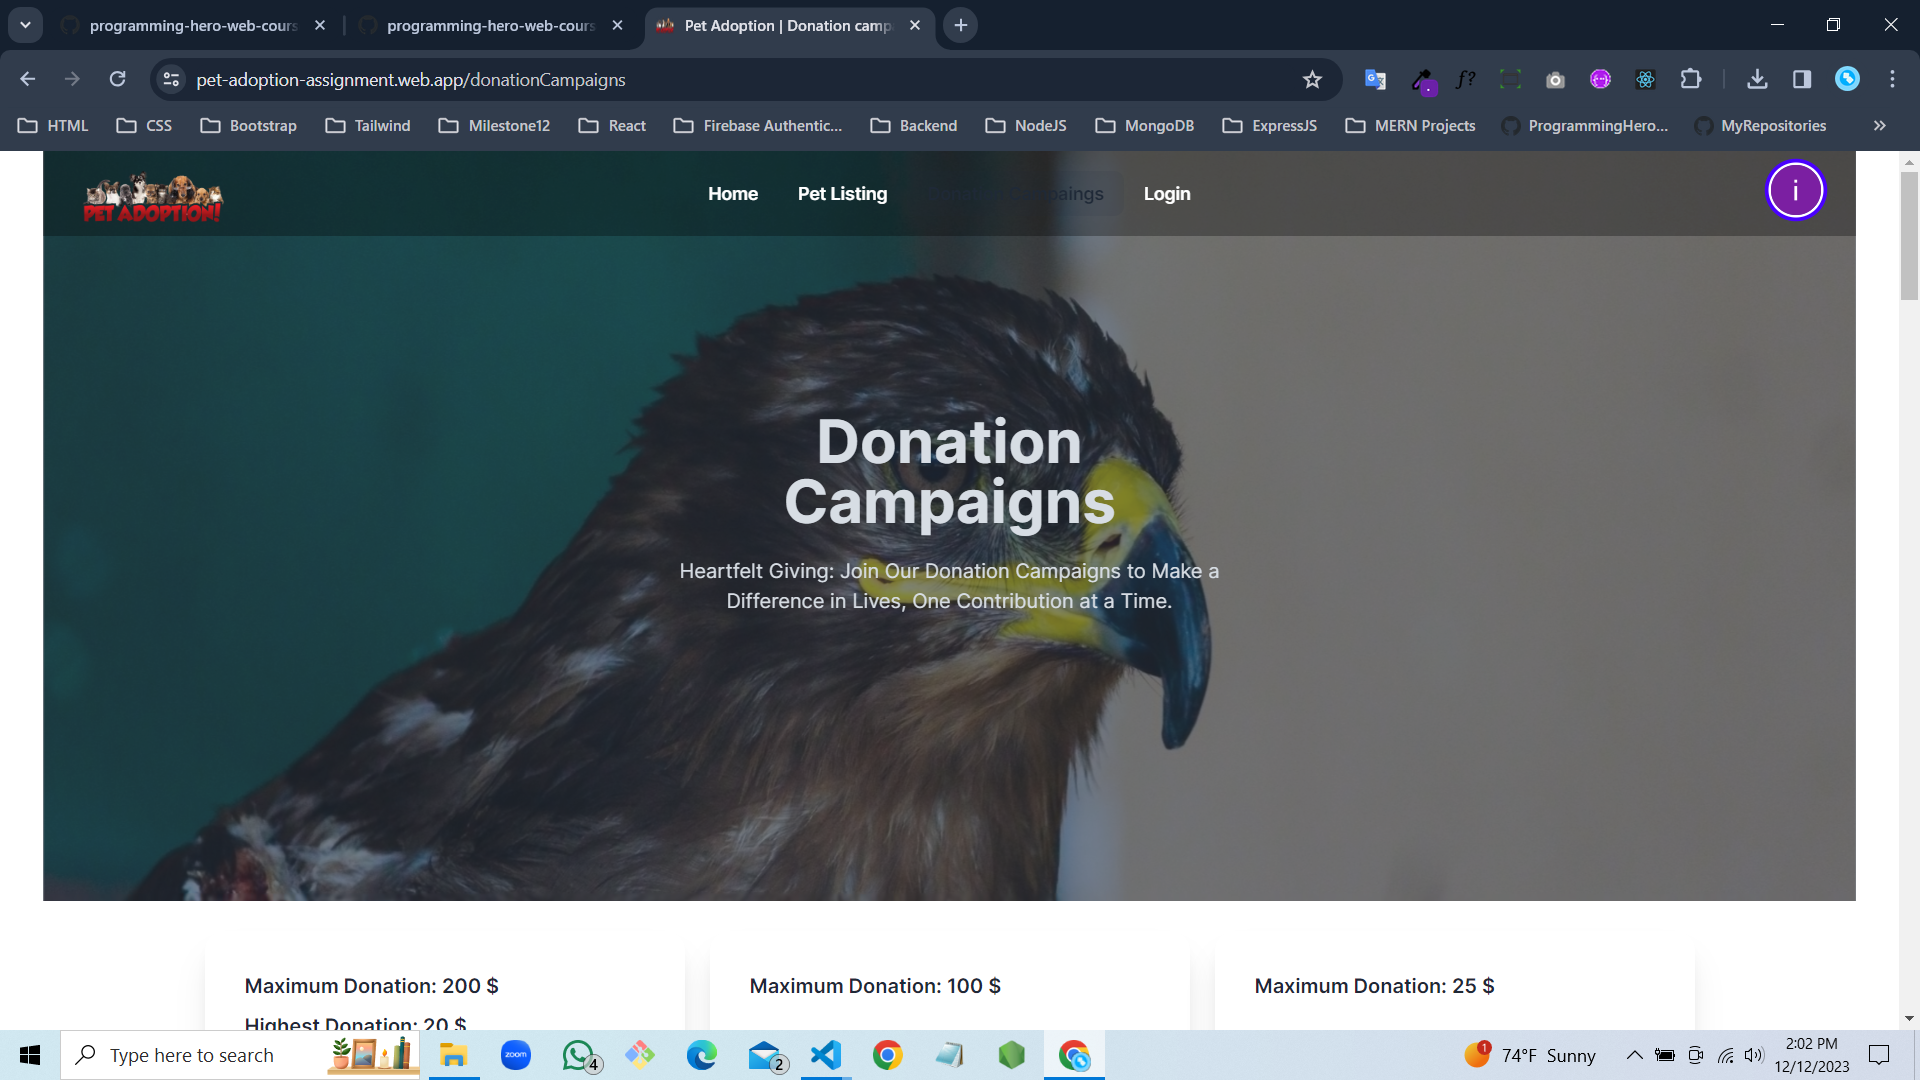 programming-hero-web-cours
programming-hero-web-cours
Pet Adoption | Donation camp
pet-adoption-assignment.web.app/donationCampaigns
HTML
CSS
Bootstrap
Tailwind
Milestone12
React
Firebase Authentic...
Backend
NodeJS
MongoDB
ExpressJS
MERN Projects
ProgrammingHero...
MyRepositories
PET ADOPTION!
Home
Pet Listing
Login
i
Donation
Campaigns
Heartfelt Giving: Join Our Donation Campaigns to Make a
Difference in Lives, One Contribution at a Time.
Maximum Donation: 200 $
Highest Donation: 20 $
Maximum Donation: 100 $
Maximum Donation: 25 $
Type here to search
zoom
4
2
1
74°F Sunny
2:02 PM
12/12/2023